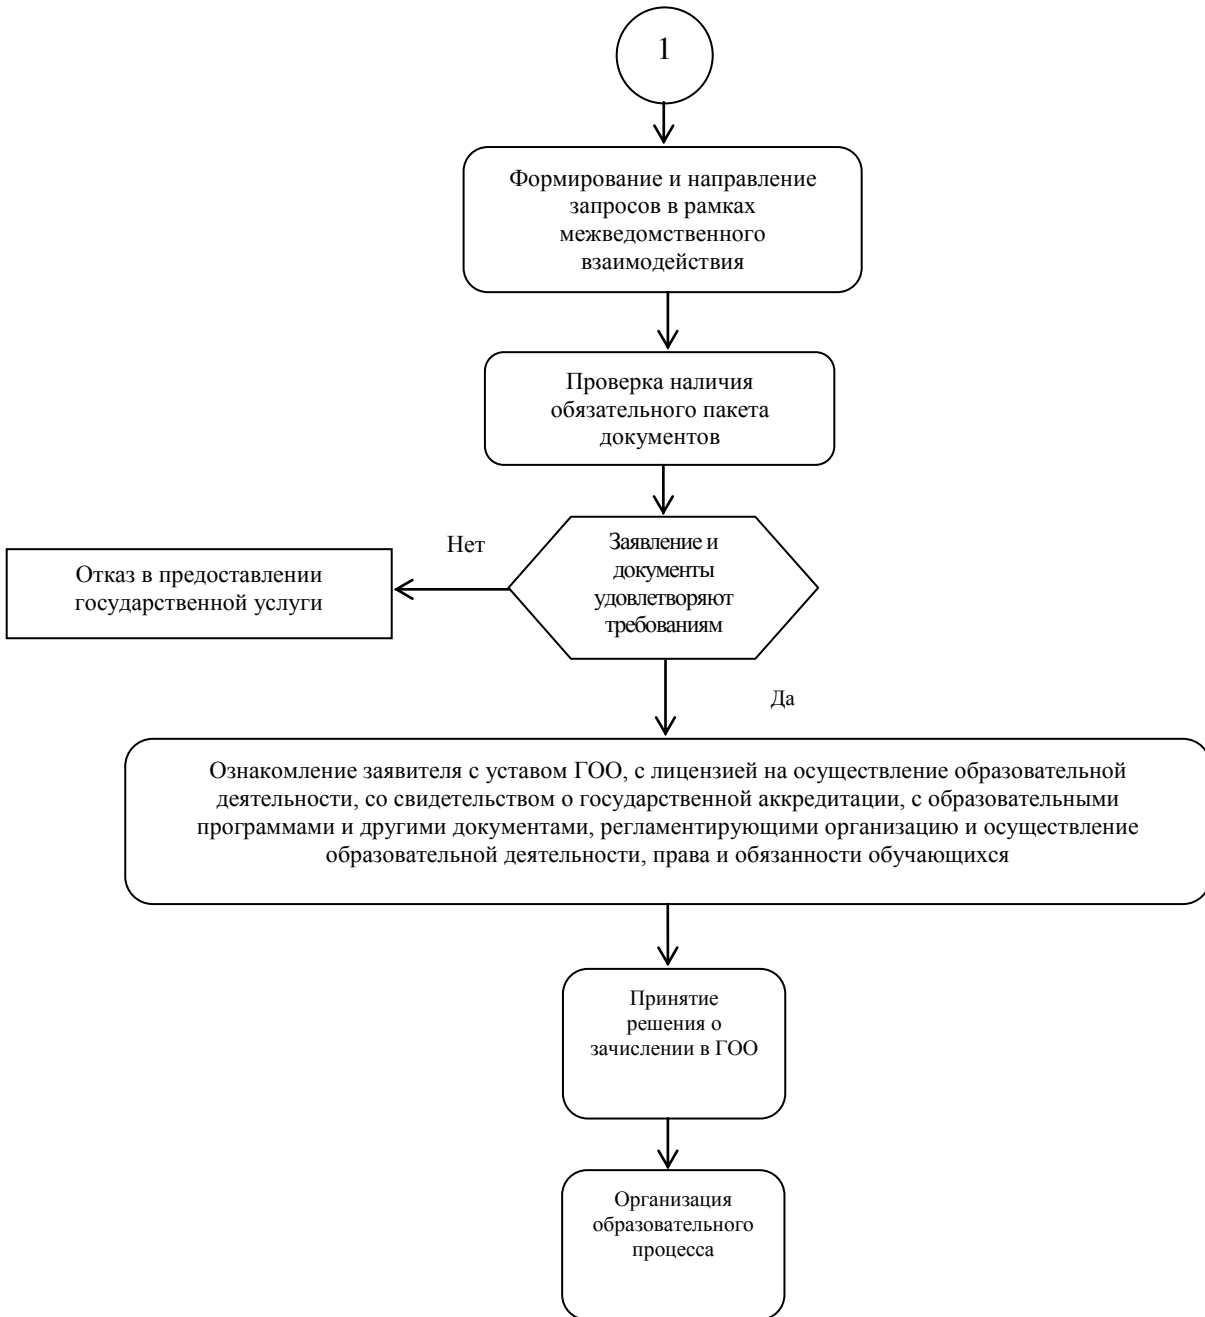 1
Формирование и направление
запросов в рамках
межведомственного
взаимодействия
Проверка наличия
обязательного пакета
документов
Заявление и
документы
удовлетворяют
требованиям
Нет
Отказ в предоставлении
государственной услуги
Да
Ознакомление заявителя с уставом ГОО, с лицензией на осуществление образовательной
деятельности, со свидетельством о государственной аккредитации, с образовательными
программами и другими документами, регламентирующими организацию и осуществление
образовательной деятельности, права и обязанности обучающихся
Принятие
решения о
зачислении в ГОО
Организация
образовательного
процесса